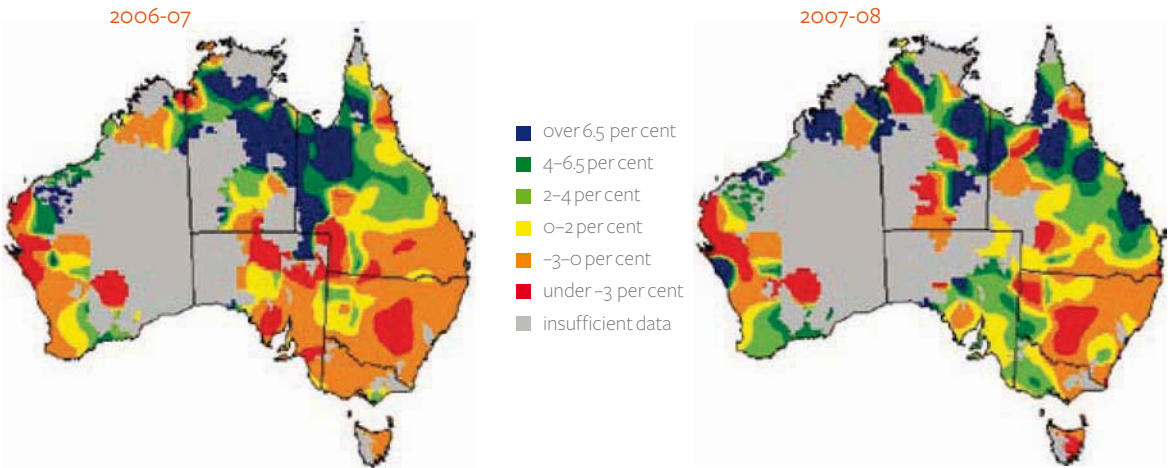 2006-07
2007-08
over 6.5 per cent
4–6.5 per cent
2–4 per cent
0–2 per cent
–3–0 per cent
under –3 per cent
insufficient data